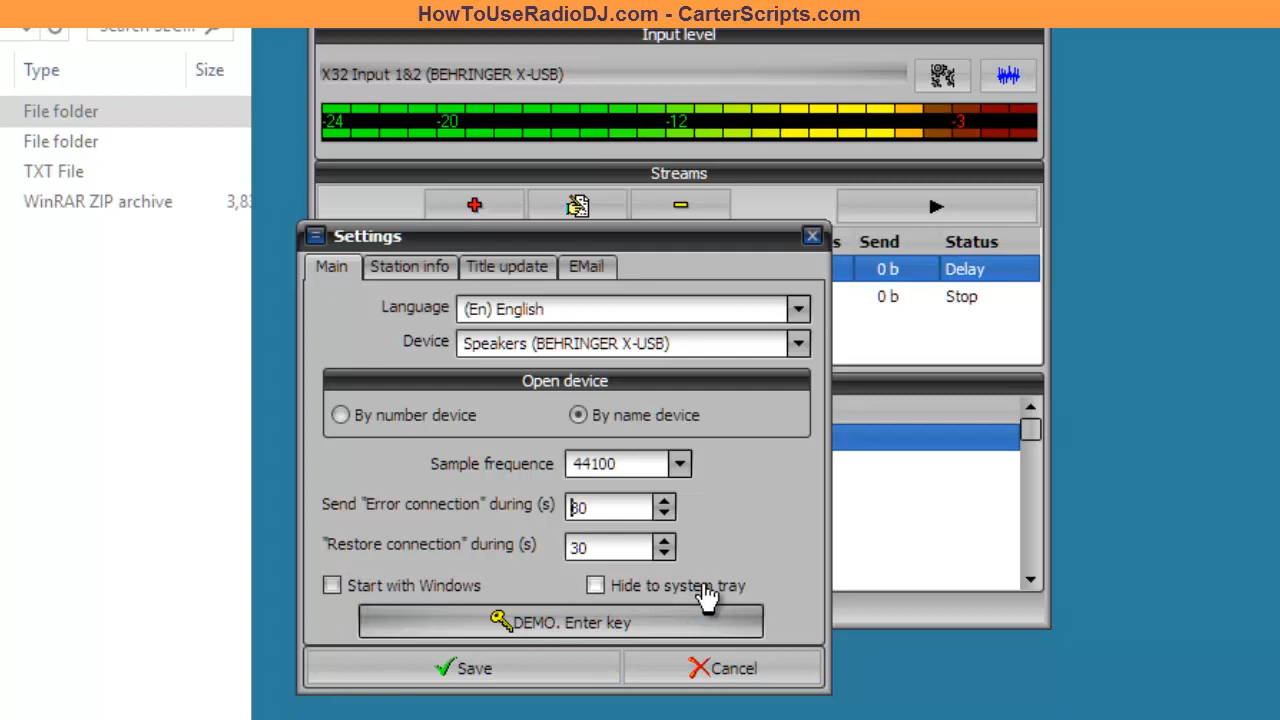 HowToUseRadioDJ.com - CarterScripts.com
Input level
Type Size
X32 Input 1&2 (BEHRINGER X-USB)
File folder
-24 -20 -12 -3
File folder
TXT File
Streams
WinRAR ZIP archive
Settings
Send Status
Main Station info Title update EMail
0 b Delay
0 b Stop
Language (En) English
Device Speakers (BEHRINGER X-USB)
Open device
By number device By name device
Sample frequence 44100
Send "Error connection" during (s)
"Restore connection" during (s) 30
Start with Windows Hide to system tray
DEMO. Enter key
Save Cancel